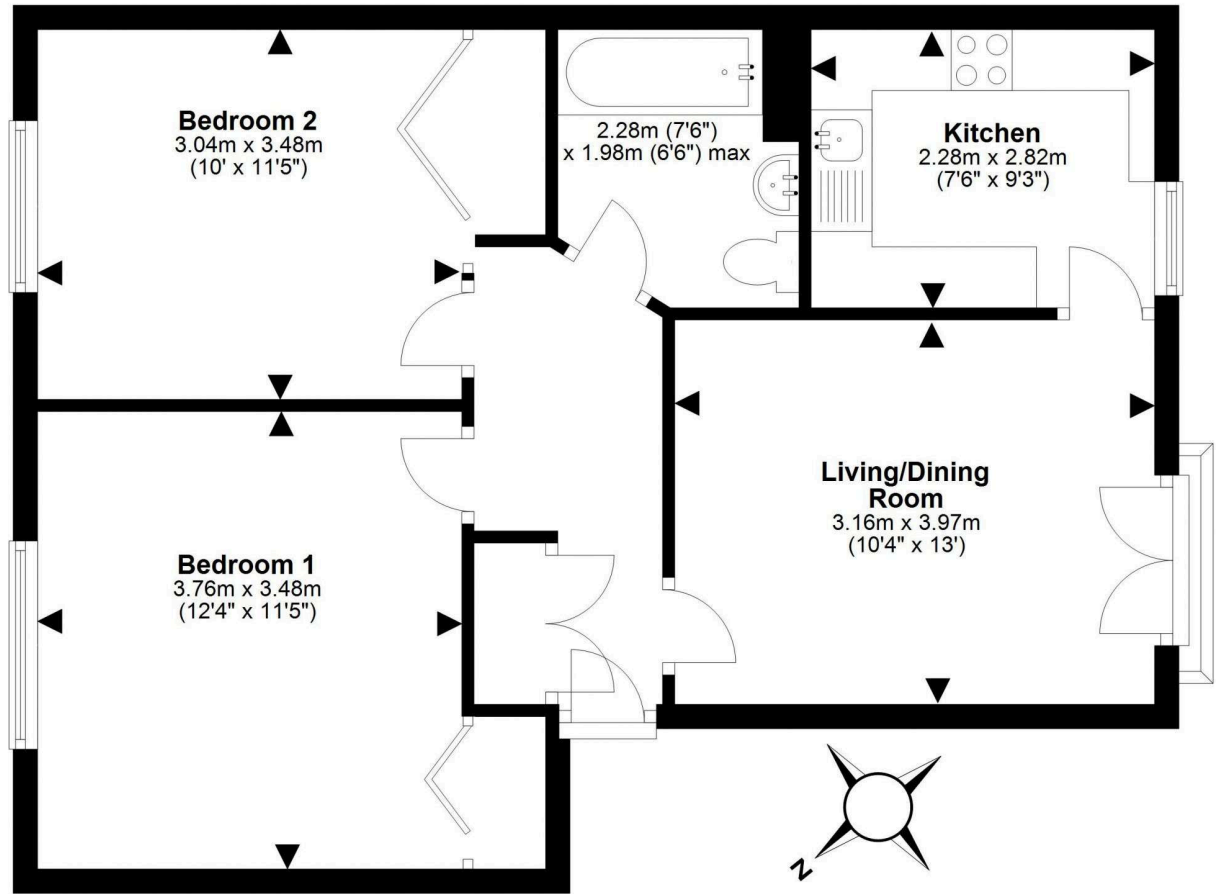 Bedroom 2
3.04m x 3.48m
(10' x 11'5")
2.28m (7'6")
x 1.98m (6'6") max
Kitchen
2.28m x 2.82m
(7'6" x 9'3")
Living/Dining
Room
3.16m x 3.97m
(10'4" x 13')
Bedroom 1
3.76m x 3.48m
(12'4" x 11'5")
N